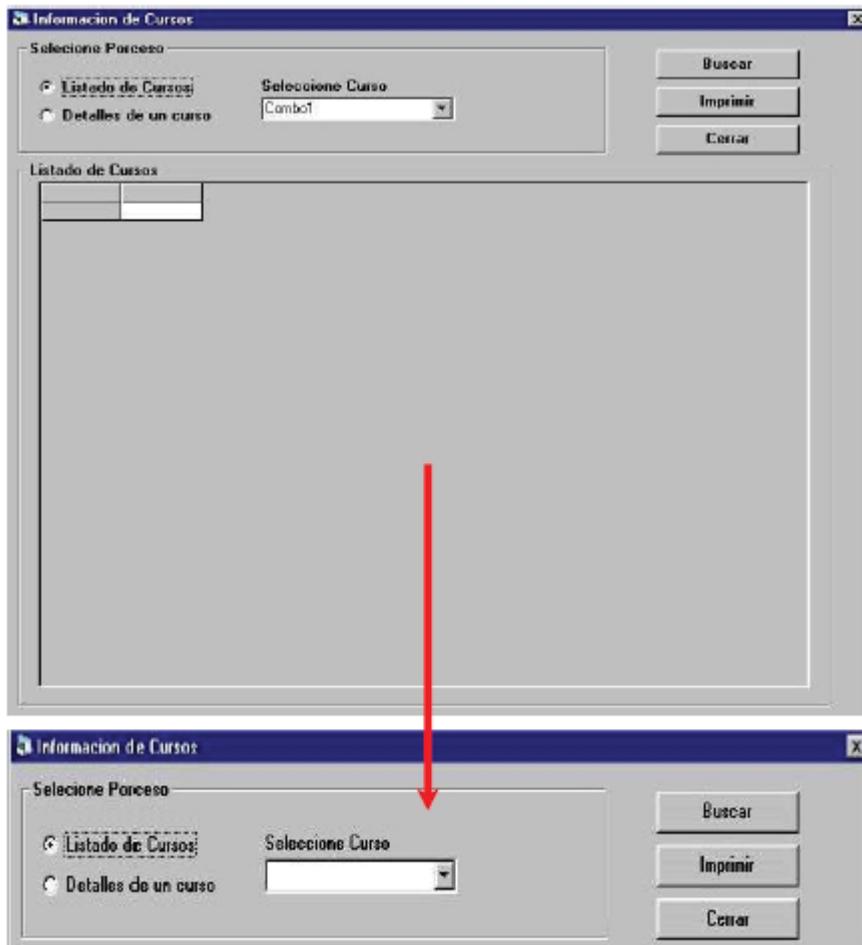 Informacion de Cursos
Selecione Porceso
Buscar
Listado de Cursos
Seleccione Curso
Detalles de un curso
Combo1
Imprimir
Cerrar
Listado de Cursos
Informacion de Cursos
Selecione Porceso
Buscar
Listado de Cursos
Seleccione Curso
Detalles de un curso
Imprimir
Cerrar